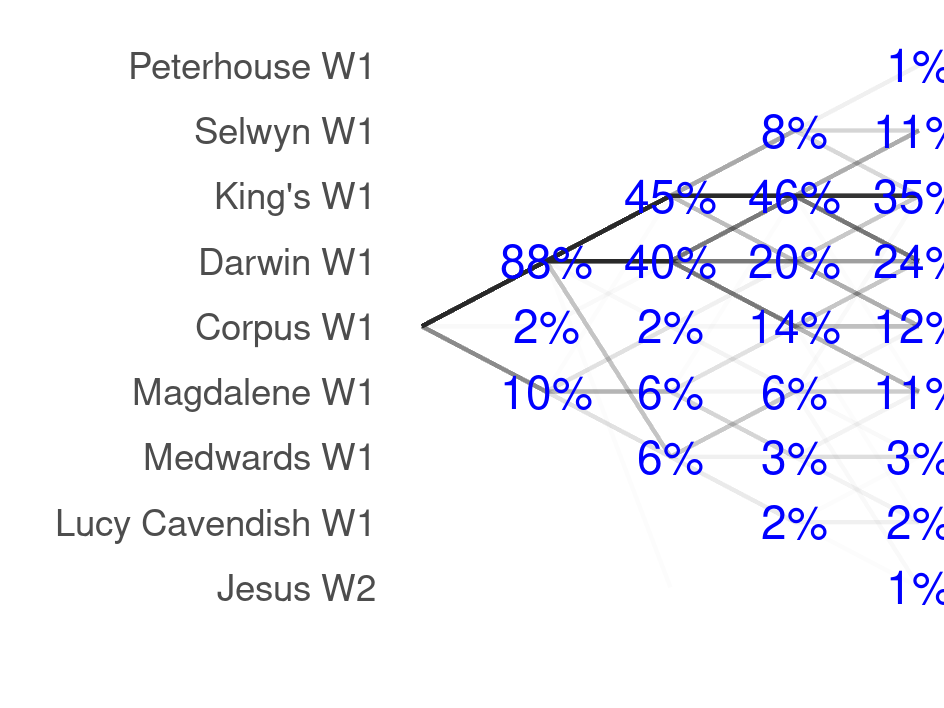 Peterhouse W1 1%
Selwyn W1 8% 11%
King's W1 45% 46% 35%
Darwin W1 88% 40% 20% 24%
Corpus W1 2% 2% 14% 12%
Magdalene W1 10% 6% 6% 11%
Medwards W1 6% 3% 3%
Lucy Cavendish W1 2% 2%
Jesus W2 1%